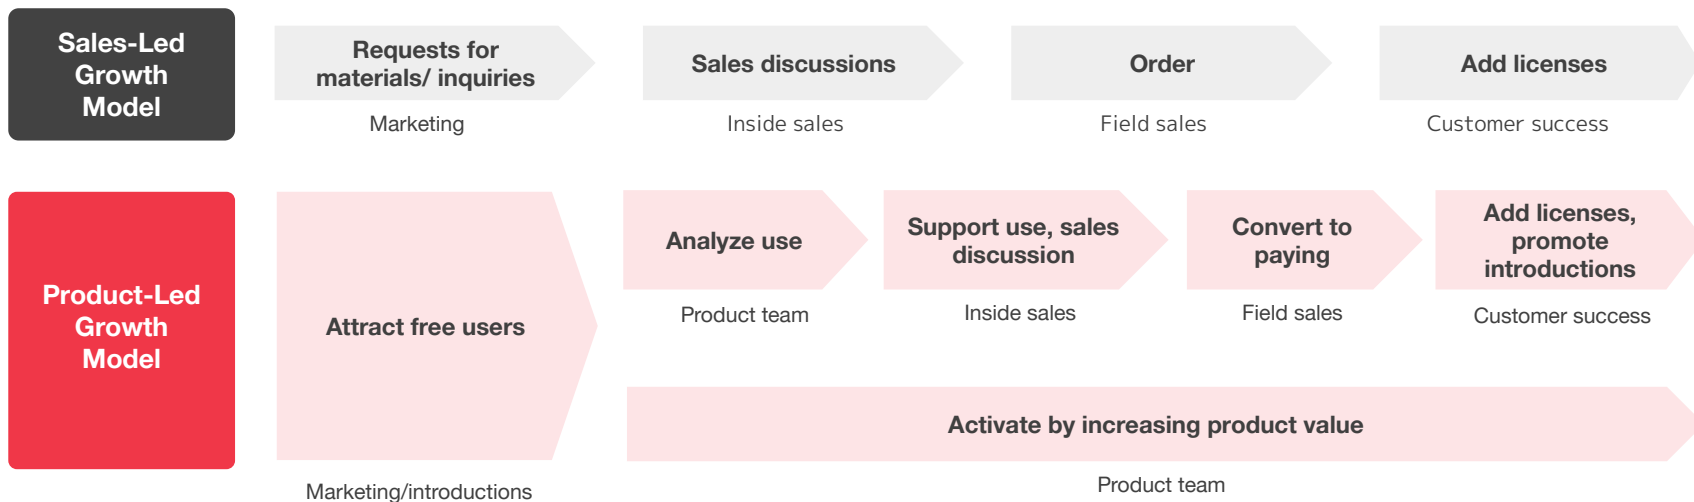 Sales-Led
Growth
Model
Requests for
materials/ inquiries
Marketing
Sales discussions
Inside sales
Order
Field sales
Add licenses
Customer success
Product-Led
Growth
Model
Attract free users
Marketing/introductions
Analyze use
Product team
Support use, sales
discussion
Inside sales
Convert to
paying
Field sales
Add licenses,
promote
introductions
Customer success
Activate by increasing product value
Product team